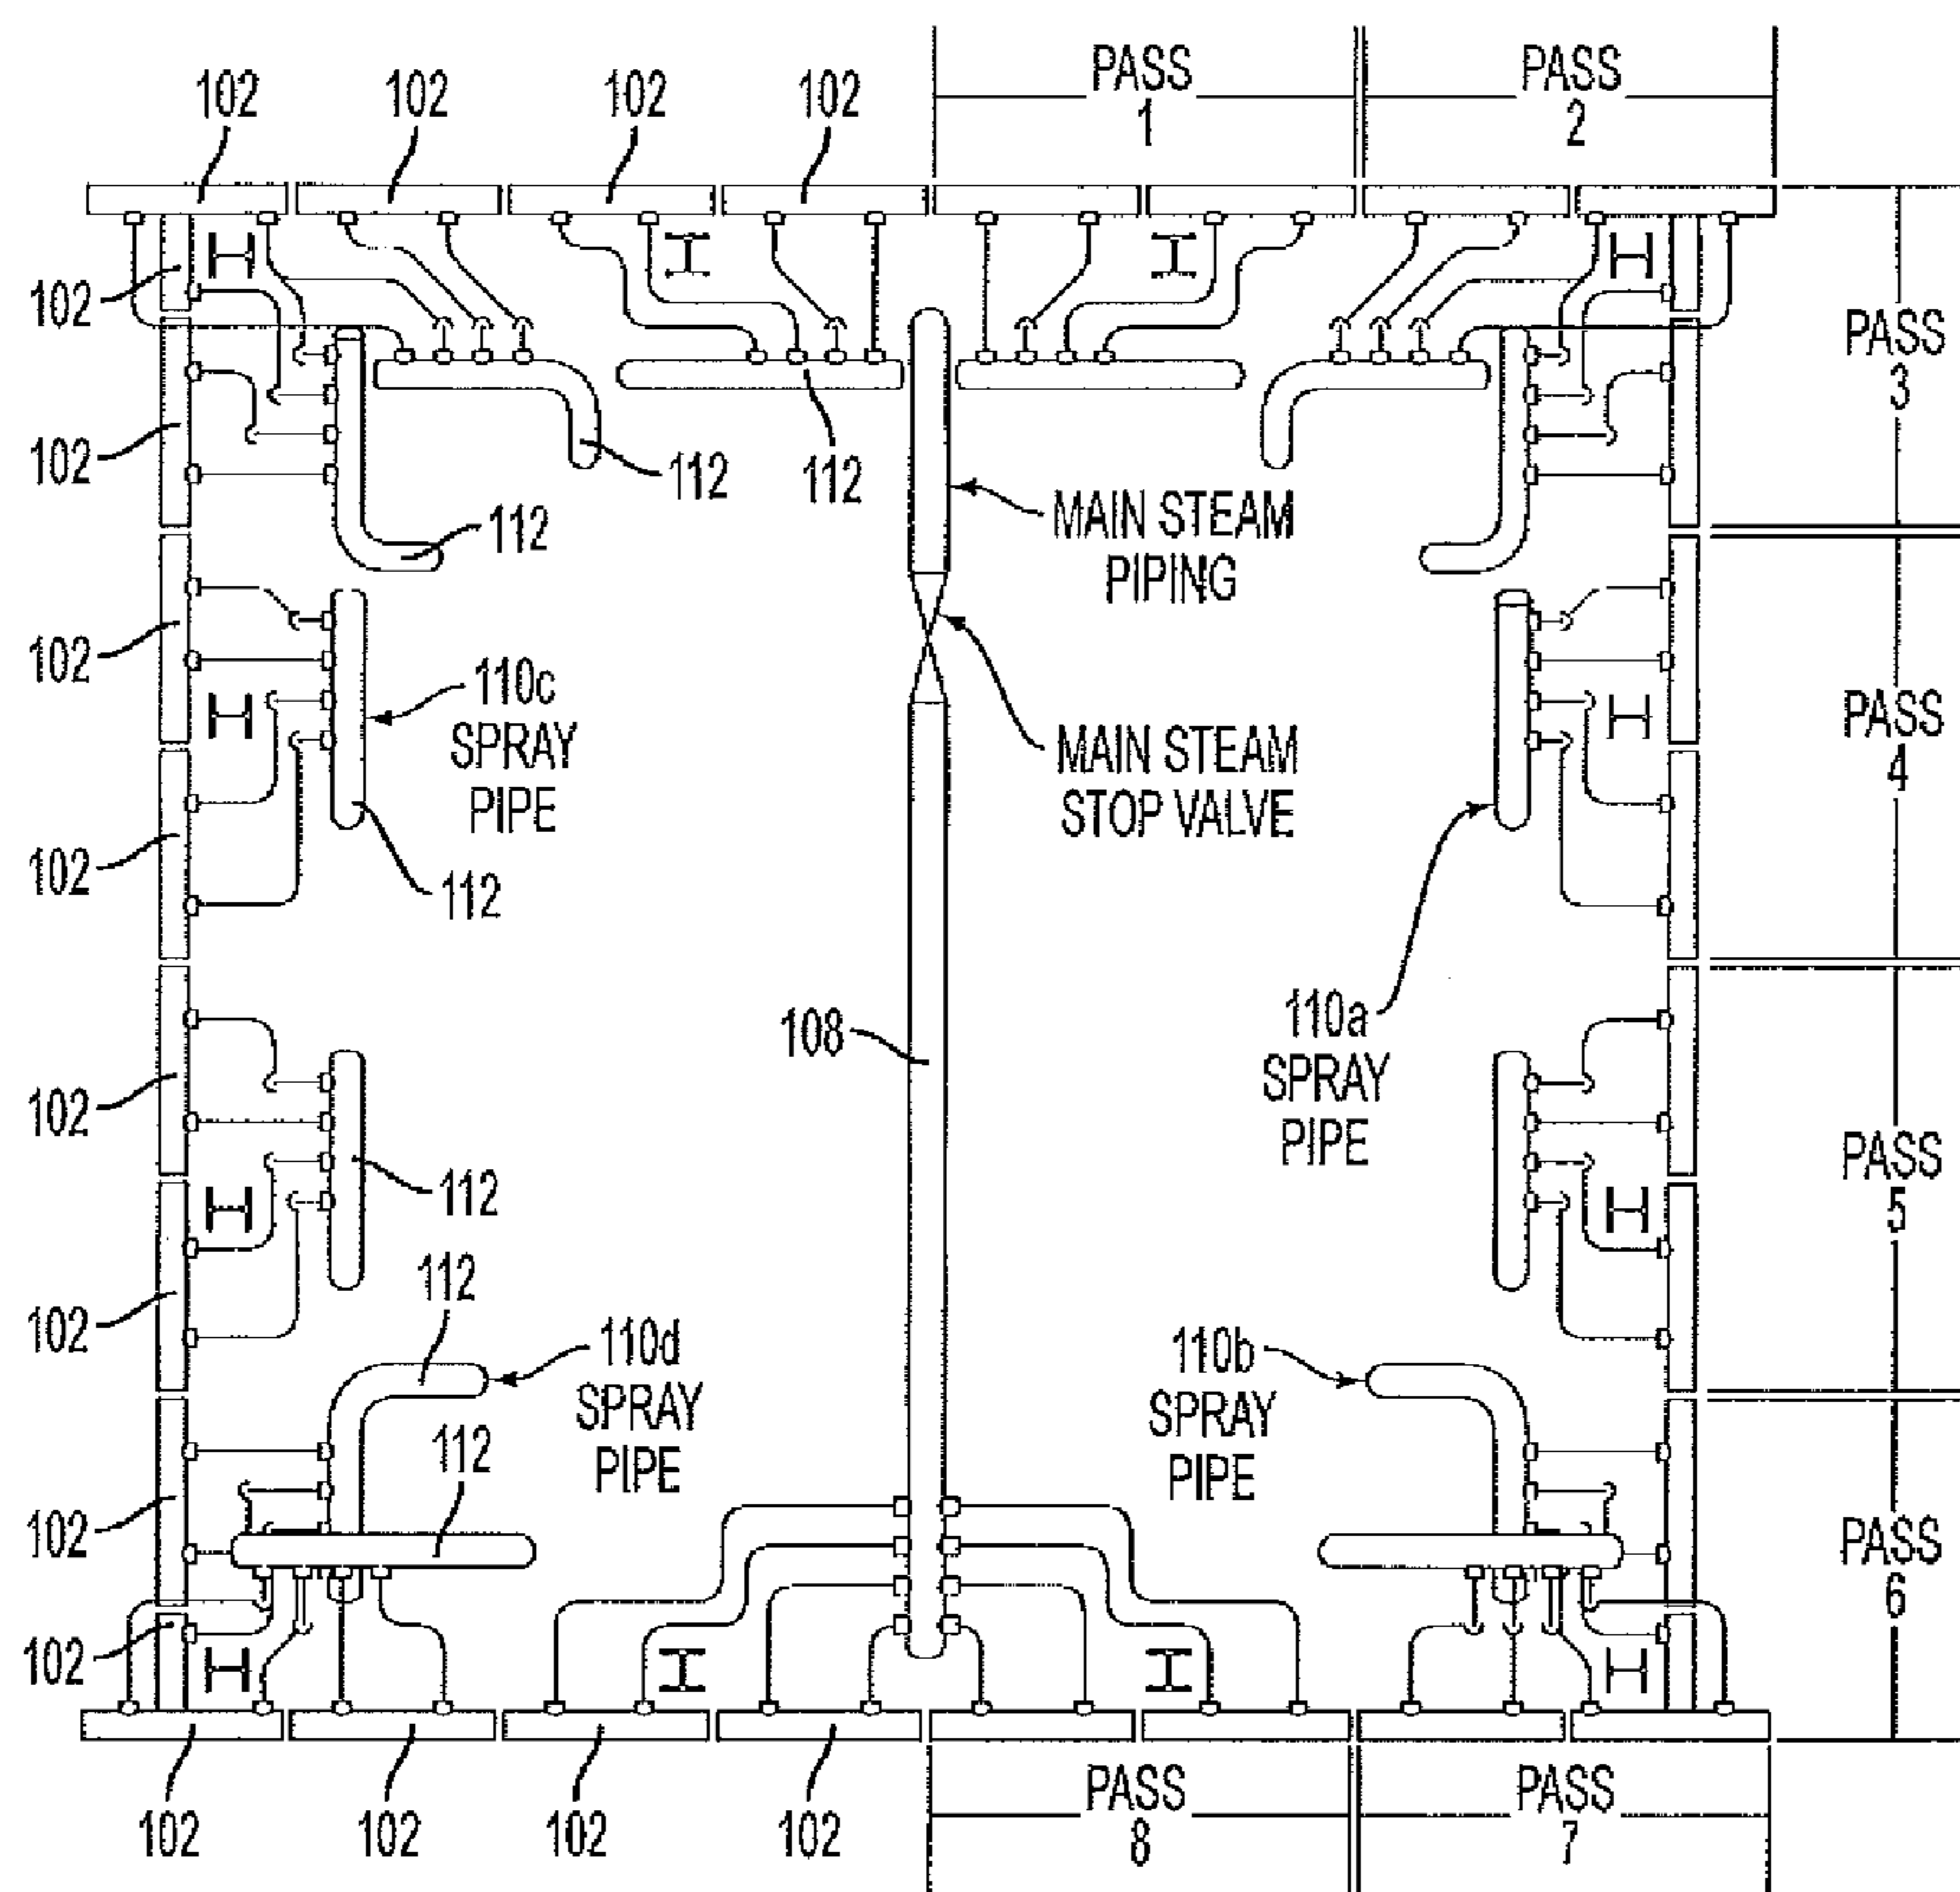 PASS
1
PASS
2
102
102
102
102
102
PASS
3
102
112
112
MAIN STEAM
PIPING
112
102
110c
SPRAY
PIPE
MAIN STEAM
STOP VALVE
PASS
4
102
112
108
110a
SPRAY
PIPE
102
112
PASS
5
112
102
110d
SPRAY
PIPE
110b
SPRAY
PIPE
112
102
PASS
6
102
102
102
102
102
PASS
8
PASS
7